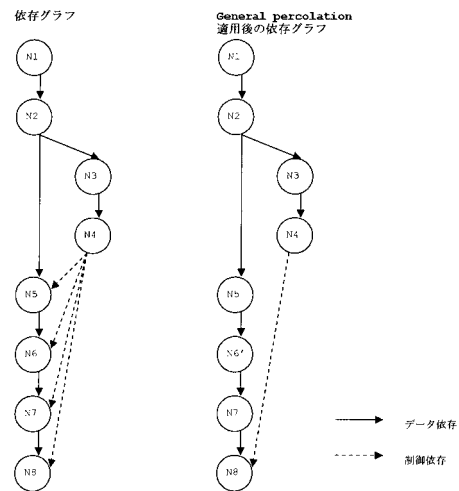 依存グラフ
General percolation
適用後の依存グラフ
N1
N2
N3
N4
N5
N6
N7
N8
N1
N2
N3
N4
N5
N6'
N7
N8
データ依存
制御依存